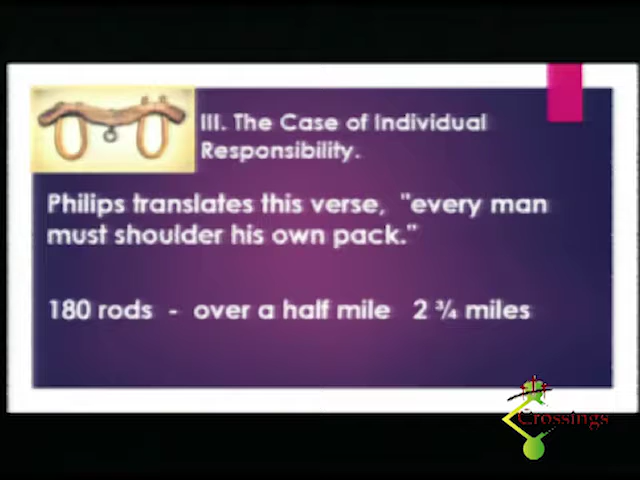 III. The Case of Individual
Responsibility.
Philips translates this verse, "every man
must shoulder his own pack."
180 rods - over a half mile 2 ¾ miles
Crossings